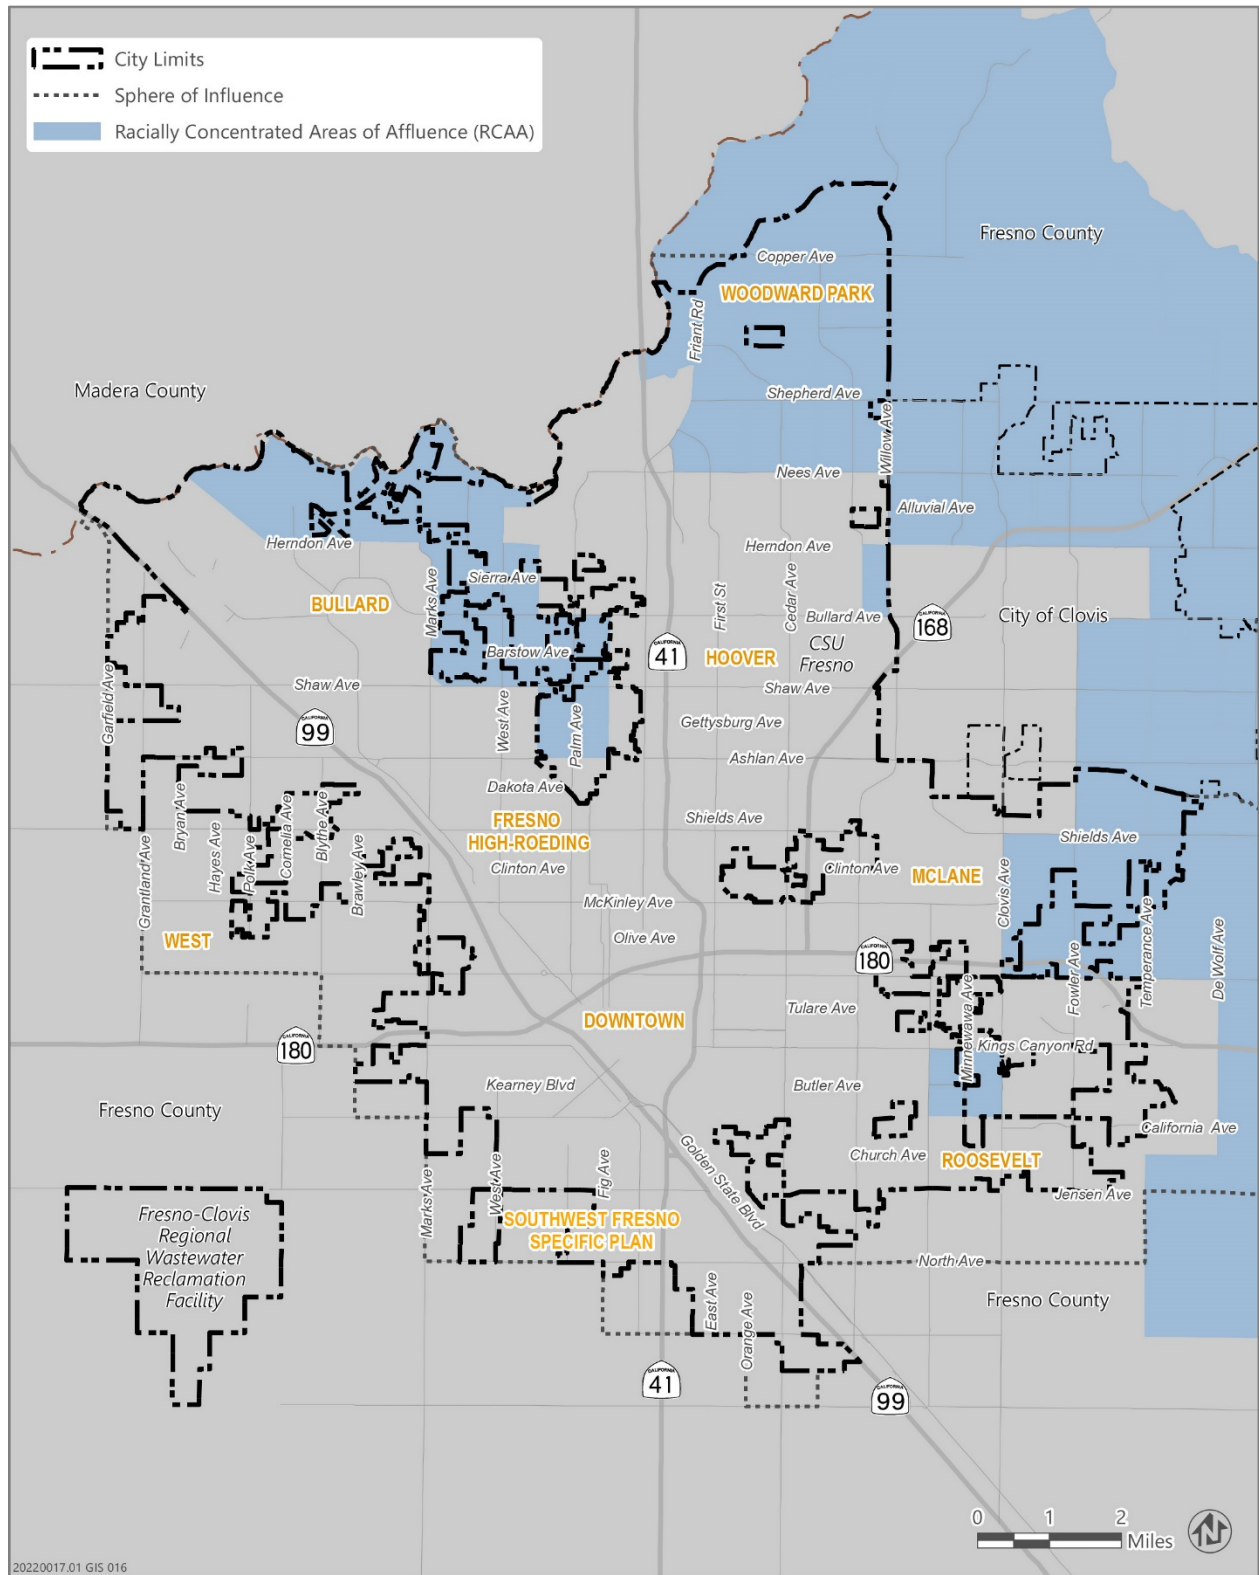 City Limits
Sphere of Influence
Racially Concentrated Areas of Affluence (RCAA)
Fresno County
Copper Ave
WOODWARD PARK
Friant Rd
Madera County
Shepherd Ave
Willow Ave
Nees Ave
Alluvial Ave
Herndon Ave
Herndon Ave
Sierra Ave
Marks Ave
First St
Cedar Ave
BULLARD
Bullard Ave
CALIFORNIA
168
City of Clovis
Barstow Ave
CALIFORNIA
41
HOOVER
CSU
Fresno
Garfield Ave
Shaw Ave
Shaw Ave
CALIFORNIA
99
West Ave
Palm Ave
Gettysburg Ave
Ashlan Ave
Dakota Ave
Bryan Ave
Hayes Ave
Polk Ave
Cornelia Ave
Blythe Ave
Brawley Ave
Grantland Ave
FRESNO
HIGH-ROEDING
Shields Ave
Shields Ave
Clinton Ave
Clinton Ave
MCLANE
Clovis Ave
McKinley Ave
WEST
Olive Ave
CALIFORNIA
180
Fowler Ave
Temperance Ave
De Wolf Ave
DOWNTOWN
Tulare Ave
Minnewawa Ave
CALIFORNIA
180
Kings Canyon Rd
Kearney Blvd
Butler Ave
Fresno County
California Ave
Golden State Blvd
Church Ave
ROOSEVELT
Marks Ave
West Ave
Fig Ave
Jensen Ave
Fresno-Clovis
Regional
Wastewater
Reclamation
Facility
SOUTHWEST FRESNO
SPECIFIC PLAN
North Ave
East Ave
Orange Ave
Fresno County
CALIFORNIA
41
CALIFORNIA
99
0 1 2
Miles
N
20220017.01 GIS 016